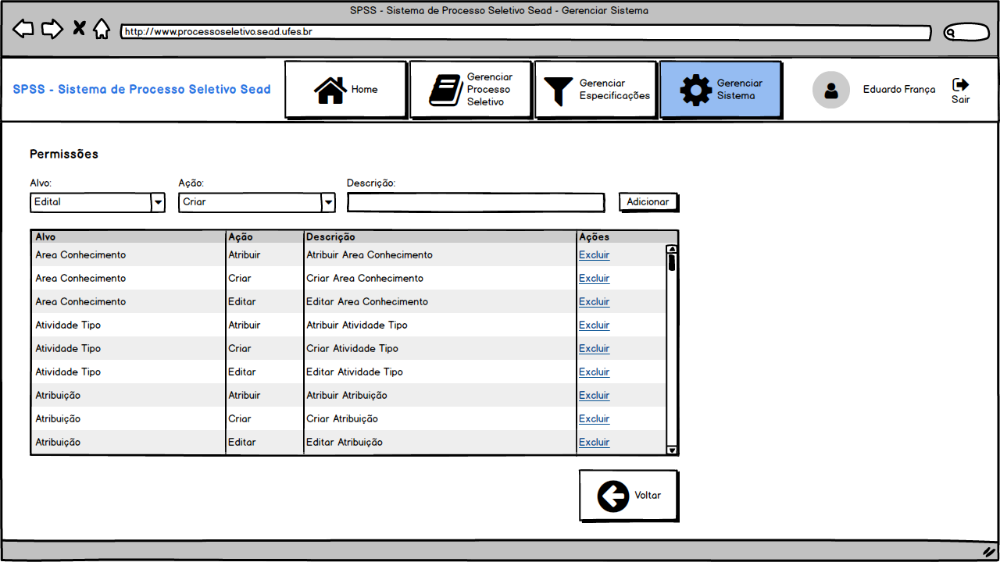 SPSS - Sistema de Processo Seletivo Sead - Gerenciar Sistema
http://www.processoseletivo.sead.ufes.br
SPSS - Sistema de Processo Seletivo Sead
Home
Gerenciar
Processo
Seletivo
Gerenciar
Especificações
Gerenciar
Sistema
Eduardo França
Sair
Permissões
Alvo: Ação: Descrição:
Edital Criar Adicionar
Alvo Ação Descrição Ações
Area Conhecimento Atribuir Atribuir Area Conhecimento Excluir
Area Conhecimento Criar Criar Area Conhecimento Excluir
Area Conhecimento Editar Editar Area Conhecimento Excluir
Atividade Tipo Atribuir Atribuir Atividade Tipo Excluir
Atividade Tipo Criar Criar Atividade Tipo Excluir
Atividade Tipo Editar Editar Atividade Tipo Excluir
Atribuição Atribuir Atribuir Atribuição Excluir
Atribuição Criar Criar Atribuição Excluir
Atribuição Editar Editar Atribuição Excluir
Voltar